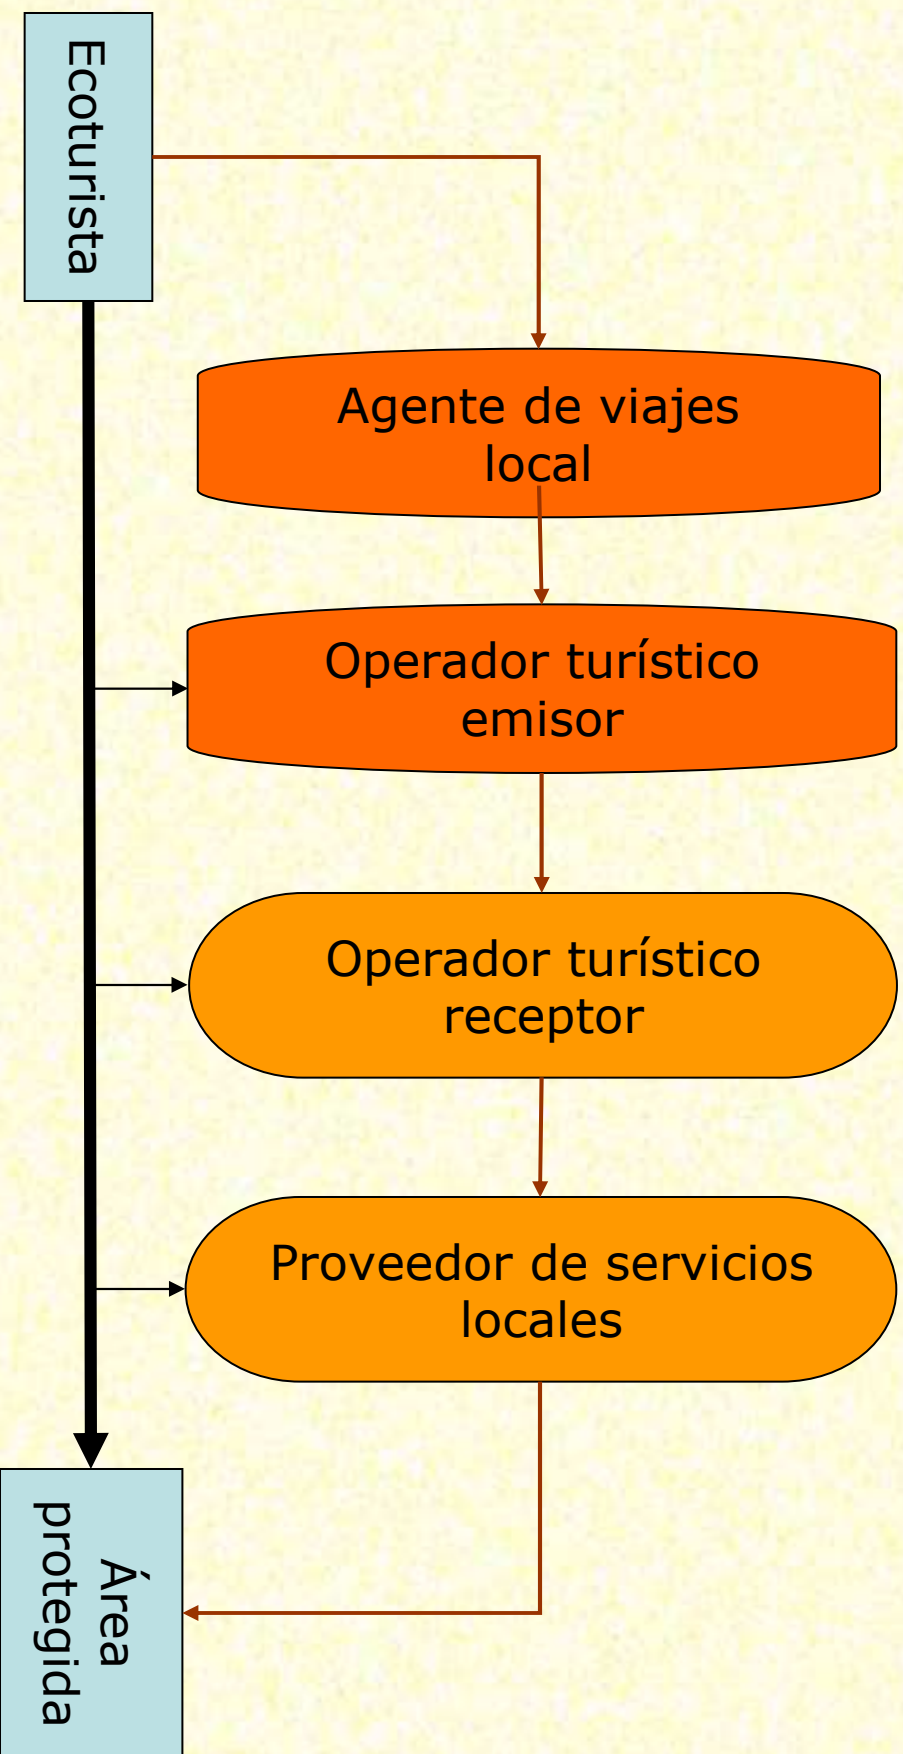 Ecoturista
Agente de viajes
local
Operador turístico
emisor
Operador turístico
receptor
Proveedor de servicios
locales
Área
protegida